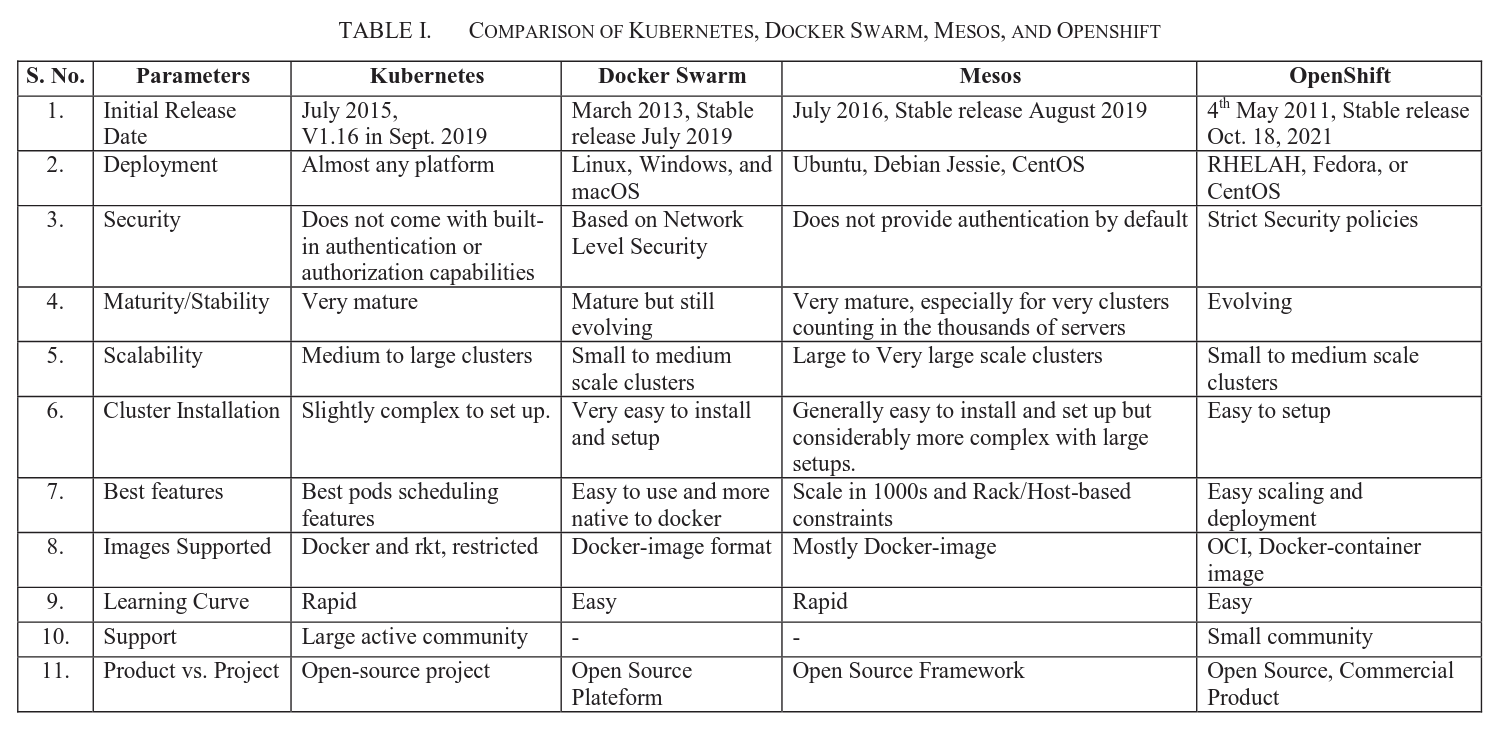 TABLE I. COMPARISON OF KUBERNETES, DOCKER SWARM, MESOS, AND OPENSHIFT
S. No. Parameters Kubernetes Docker Swarm Mesos OpenShift
1. Initial Release July 2015, March 2013, Stable July 2016, Stable release August 2019 4th May 2011, Stable release
Date V1.16 in Sept. 2019 release July 2019 Oct. 18, 2021
2. Deployment Almost any platform Linux, Windows, and Ubuntu, Debian Jessie, CentOS RHELAH, Fedora, or
macOS CentOS
3. Security Does not come with built- Based on Network Does not provide authentication by default Strict Security policies
in authentication or Level Security
authorization capabilities
4. Maturity/Stability Very mature Mature but still Very mature, especially for very clusters Evolving
evolving counting in the thousands of servers
5. Scalability Medium to large clusters Small to medium Large to Very large scale clusters Small to medium scale
scale clusters clusters
6. Cluster Installation Slightly complex to set up. Very easy to install Generally easy to install and set up but Easy to setup
and setup considerably more complex with large
setups.
7. Best features Best pods scheduling Easy to use and more Scale in 1000s and Rack/Host-based Easy scaling and
features native to docker constraints deployment
8. Images Supported Docker and rkt, restricted Docker-image format Mostly Docker-image OCI, Docker-container
image
9. Learning Curve Rapid Easy Rapid Easy
10. Support Large active community - - Small community
11. Product vs. Project Open-source project Open Source Open Source Framework Open Source, Commercial
Plateform Product